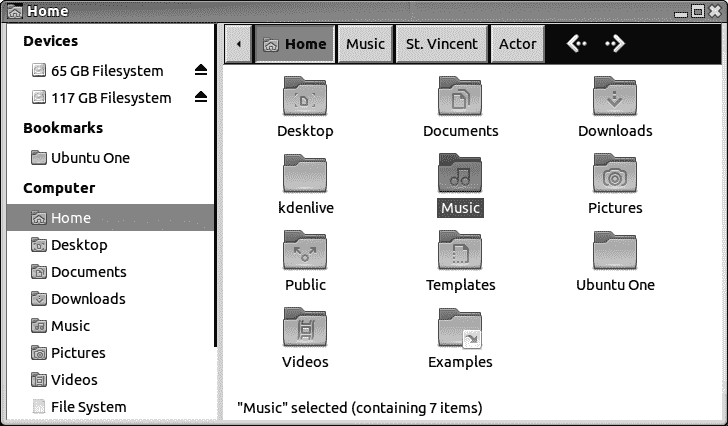 Home
Devices
65 GB Filesystem
117 GB Filesystem
Bookmarks
Ubuntu One
Computer
Home
Desktop
Documents
Downloads
Music
Pictures
Videos
File System
Home Music St. Vincent Actor
Desktop Documents Downloads
kdenlive Music Pictures
Public Templates Ubuntu One
Videos Examples
"Music" selected (containing 7 items)